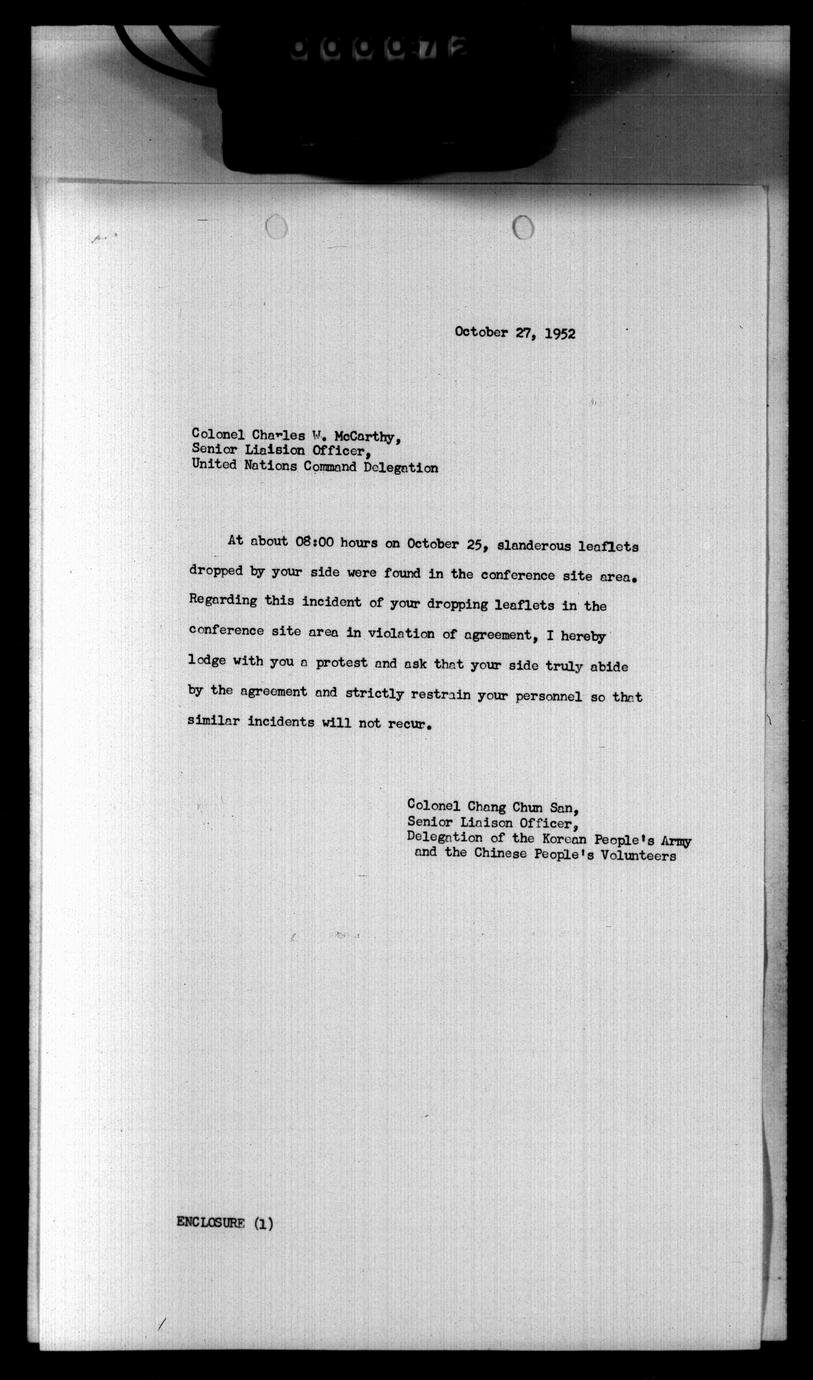 000072
October 27, 1952
Colonel Charles W. McCarthy,
Senior Liaision Officer,
United Nations Command Delegation
At about 08:00 hours on October 25, slanderous leaflets
dropped by your side were found in the conference site area.
Regarding this incident of your dropping leaflets in the
conference site area in violation of agreement, I hereby
lodge with you a protest and ask that your side truly abide
by the agreement and strictly restrain your personnel so that
similar incidents will not recur.
Colonel Chang Chun San,
Senior Liaison Officer,
Delegation of the Korean People's Army
and the Chinese People's Volunteers
ENCLOSURE (1)